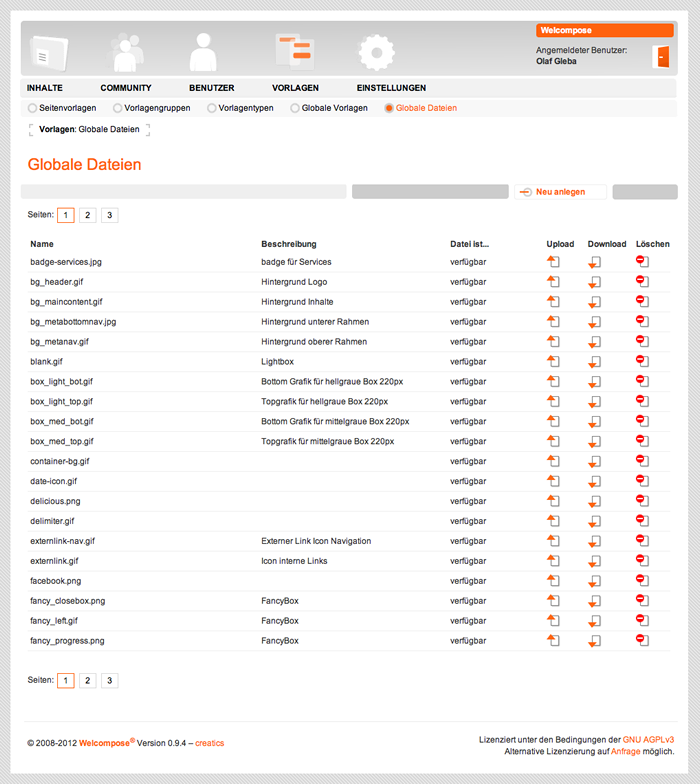 Welcompose
Angemeldeter Benutzer:
Olaf Gleba
INHALTE COMMUNITY BENUTZER VORLAGEN EINSTELLUNGEN
Seitenvorlagen Vorlagengruppen Vorlagentypen Globale Vorlagen Globale Dateien
Vorlagen: Globale Dateien
Globale Dateien
Neu anlegen
Seiten: 1 2 3
Name Beschreibung Datei ist... Upload Download Löschen
badge-services.jpg badge für Services verfügbar
bg_header.gif Hintergrund Logo verfügbar
bg_maincontent.gif Hintergrund Inhalte verfügbar
bg_metabottomnav.jpg Hintergrund unterer Rahmen verfügbar
bg_metanav.gif Hintergrund oberer Rahmen verfügbar
blank.gif Lightbox verfügbar
box_light_bot.gif Bottom Grafik für hellgraue Box 220px verfügbar
box_light_top.gif Topgrafik für hellgraue Box 220px verfügbar
box_med_bot.gif Bottom Grafik für mittelgraue Box 220px verfügbar
box_med_top.gif Topgrafik für mittelgraue Box 220px verfügbar
container-bg.gif verfügbar
date-icon.gif verfügbar
delicious.png verfügbar
delimiter.gif verfügbar
externlink-nav.gif Externer Link Icon Navigation verfügbar
externlink.gif Icon interne Links verfügbar
facebook.png verfügbar
fancy_closebox.png FancyBox verfügbar
fancy_left.gif FancyBox verfügbar
fancy_progress.png FancyBox verfügbar
Seiten: 1 2 3
© 2008-2012 Welcompose® Version 0.9.4 – creatics
Lizenziert unter den Bedingungen der GNU AGPLv3
Alternative Lizenzierung auf Anfrage möglich.